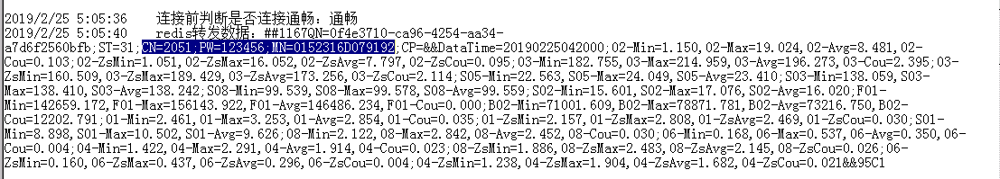 2019/2/25 5:05:36 连接前判断是否连接通畅：通畅
2019/2/25 5:05:40 redis转发数据：##1167QN=0f4e3710-ca96-4254-aa34-
a7d6f2560bfb;ST=31;CN=2051;PW=123456;MN=0152316D079192;CP=&&DataTime=20190225042000;02-Min=1.150,02-Max=19.024,02-Avg=8.481,02-
Cou=0.103;02-ZsMin=1.051,02-ZsMax=16.052,02-ZsAvg=7.797,02-ZsCou=0.095;03-Min=182.755,03-Max=214.959,03-Avg=196.273,03-Cou=2.395;03-
ZsMin=160.509,03-ZsMax=189.429,03-ZsAvg=173.256,03-ZsCou=2.114;S05-Min=22.563,S05-Max=24.049,S05-Avg=23.410;S03-Min=138.059,S03-
Max=138.410,S03-Avg=138.242;S08-Min=99.539,S08-Max=99.578,S08-Avg=99.559;S02-Min=15.601,S02-Max=17.076,S02-Avg=16.020;F01-
Min=142659.172,F01-Max=156143.922,F01-Avg=146486.234,F01-Cou=0.000;B02-Min=71001.609,B02-Max=78871.781,B02-Avg=73216.750,B02-
Cou=12202.791;01-Min=2.461,01-Max=3.253,01-Avg=2.854,01-Cou=0.035;01-ZsMin=2.157,01-ZsMax=2.808,01-ZsAvg=2.469,01-ZsCou=0.030;S01-
Min=8.898,S01-Max=10.502,S01-Avg=9.626;08-Min=2.122,08-Max=2.842,08-Avg=2.452,08-Cou=0.030;06-Min=0.168,06-Max=0.537,06-Avg=0.350,06-
Cou=0.004;04-Min=1.422,04-Max=2.291,04-Avg=1.914,04-Cou=0.023;08-ZsMin=1.886,08-ZsMax=2.483,08-ZsAvg=2.145,08-ZsCou=0.026;06-
ZsMin=0.160,06-ZsMax=0.437,06-ZsAvg=0.296,06-ZsCou=0.004;04-ZsMin=1.238,04-ZsMax=1.904,04-ZsAvg=1.682,04-ZsCou=0.021&&95C1